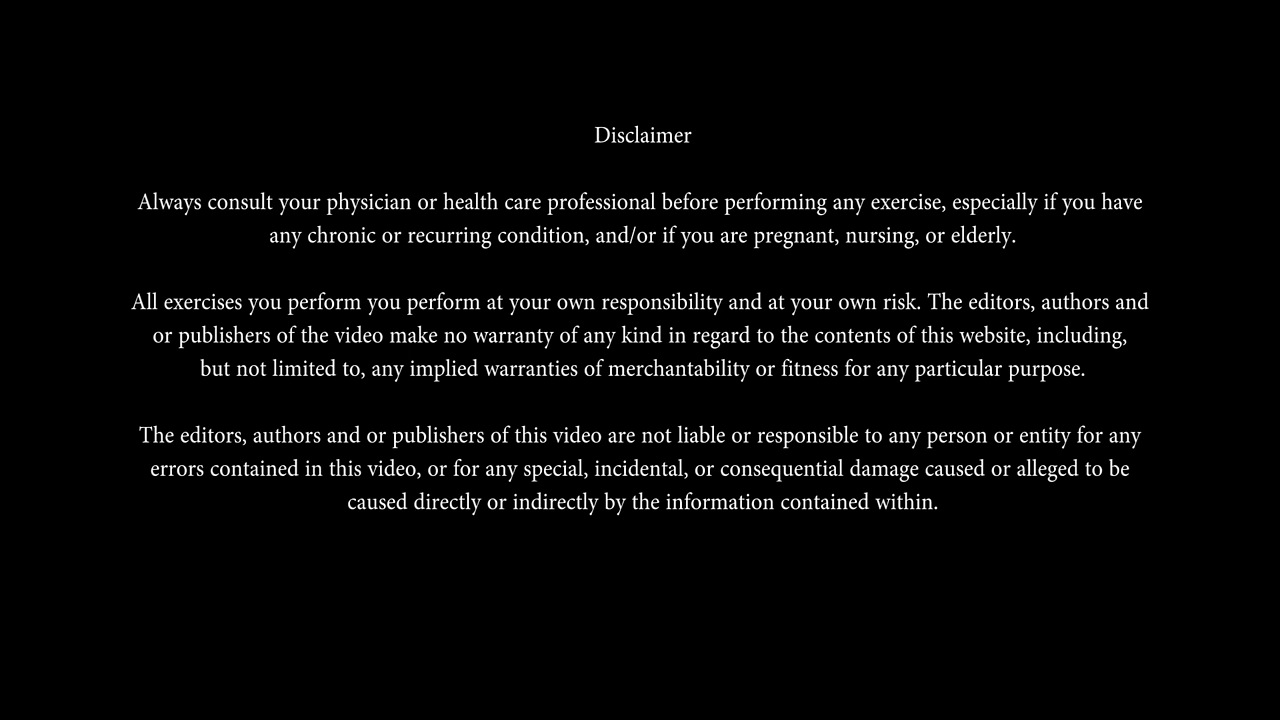 Disclaimer
Always consult your physician or health care professional before performing any exercise, especially if you have
any chronic or recurring condition, and/or if you are pregnant, nursing, or elderly.
All exercises you perform you perform at your own responsibility and at your own risk. The editors, authors and
or publishers of the video make no warranty of any kind in regard to the contents of this website, including,
but not limited to, any implied warranties of merchantability or fitness for any particular purpose.
The editors, authors and or publishers of this video are not liable or responsible to any person or entity for any
errors contained in this video, or for any special, incidental, or consequential damage caused or alleged to be
caused directly or indirectly by the information contained within.